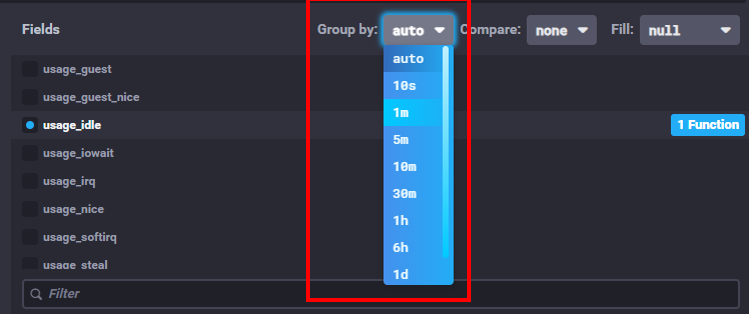 Fields Group by: auto Compare: none Fill: null
auto
usage_guest
10s
usage_guest_nice
1m
usage_idle 1 Function
5m
usage_iowait
10m
usage_irq
30m
usage_nice
1h
usage_softirq
6h
usage_steal
1d
Filter